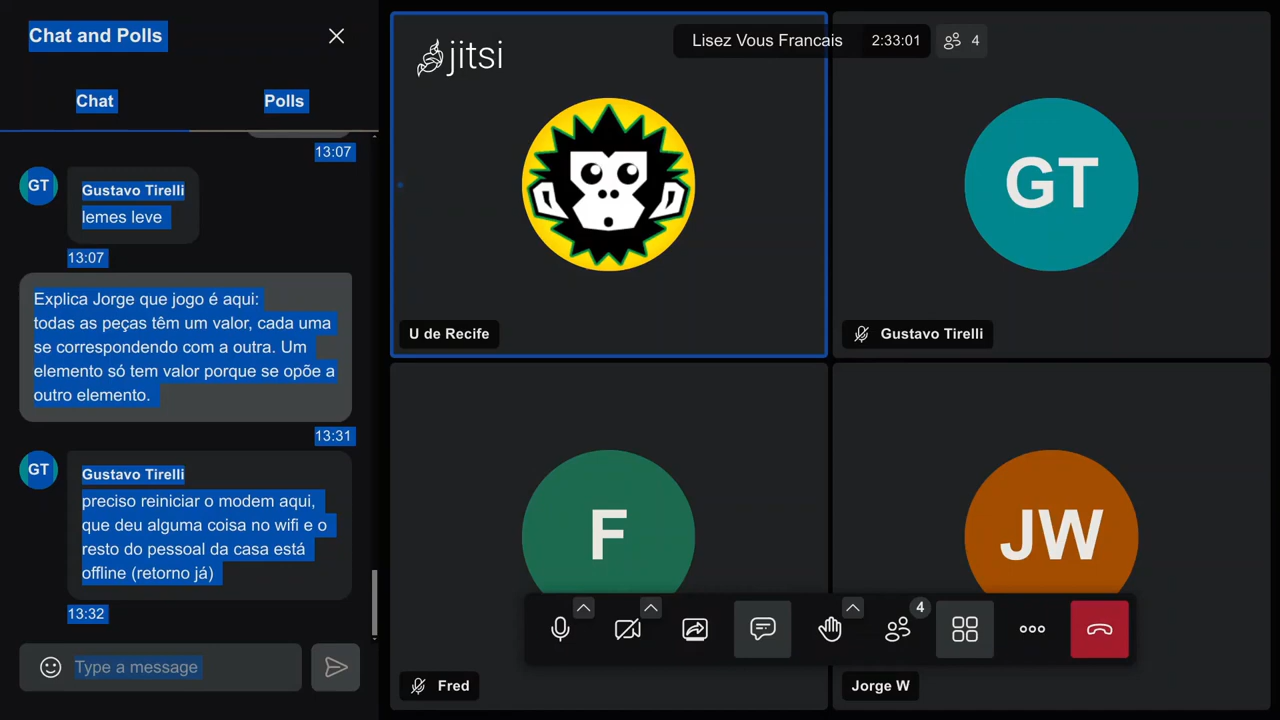 Chat and Polls
Chat
Polls
13:07
GT
Gustavo Tirelli
lemes leve
13:07
Explica Jorge que jogo é aqui:
todas as peças têm um valor, cada uma
se correspondendo com a outra. Um
elemento só tem valor porque se opõe a
outro elemento.
13:31
GT
Gustavo Tirelli
preciso reiniciar o modem aqui,
que deu alguma coisa no wifi e o
resto do pessoal da casa está
offline (retorno já)
13:32
Type a message
jitsi
Lisez Vous Francais
2:33:01
4
U de Recife
GT
Gustavo Tirelli
F
Fred
JW
Jorge W
4